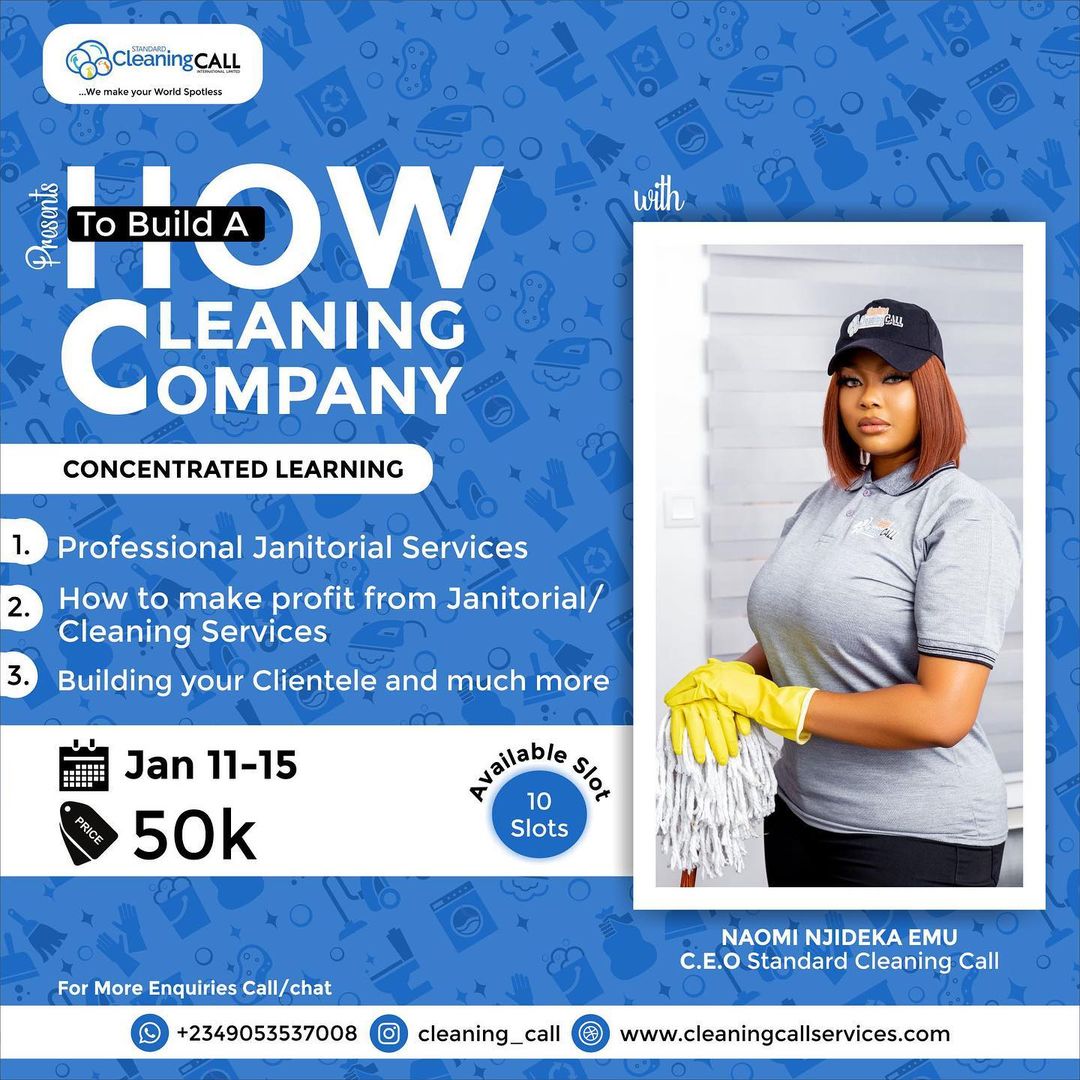 STANDARD
CleaningCALL
INTERNATIONAL LIMITED
...We make your World Spotless
Presents
HOW
To Build A
CLEANING
COMPANY
with
CONCENTRATED LEARNING
1. Professional Janitorial Services
2. How to make profit from Janitorial/
Cleaning Services
3. Building your Clientele and much more
Jan 11-15
PRICE
50k
Available Slot
10
Slots
NAOMI NJIDEKA EMU
C.E.O Standard Cleaning Call
For More Enquiries Call/chat
+2349053537008 cleaning_call www.cleaningcallservices.com